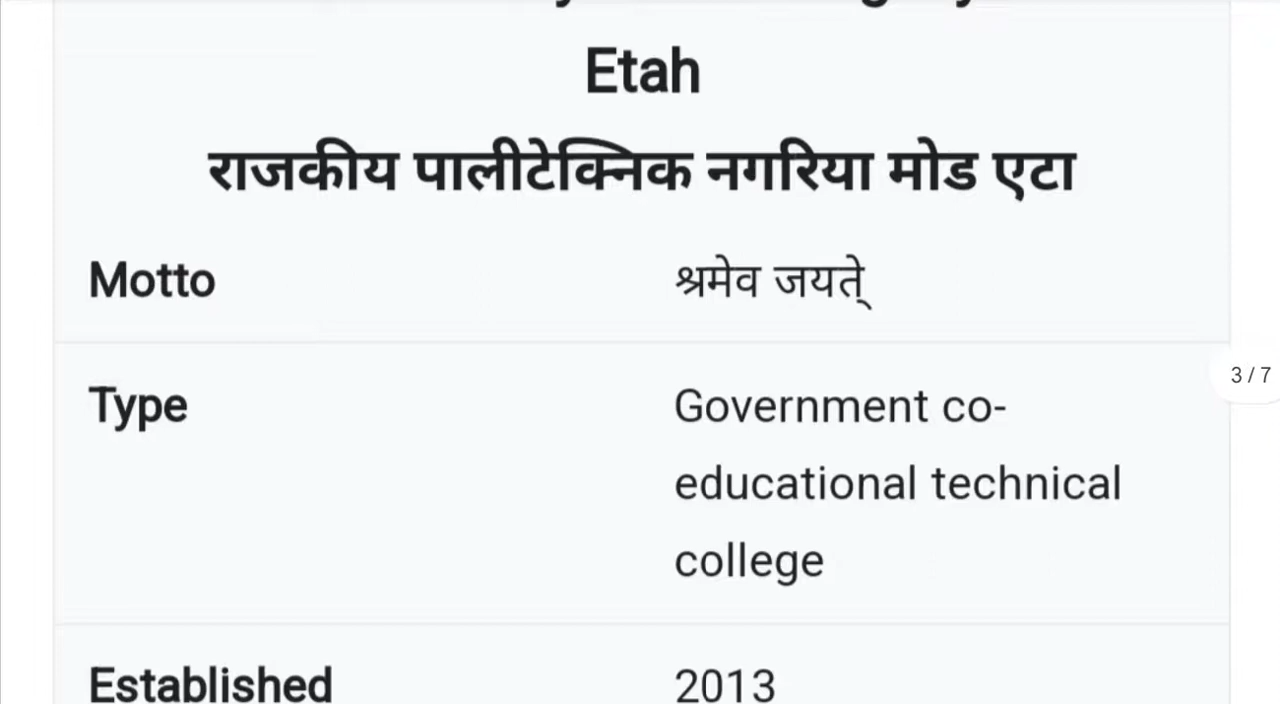 Etah
राजकीय पालीटेक्निक नगरिया मोड एटा
Motto श्रमेव जयते्
Type Government co-
educational technical
college
3 / 7
Established 2013